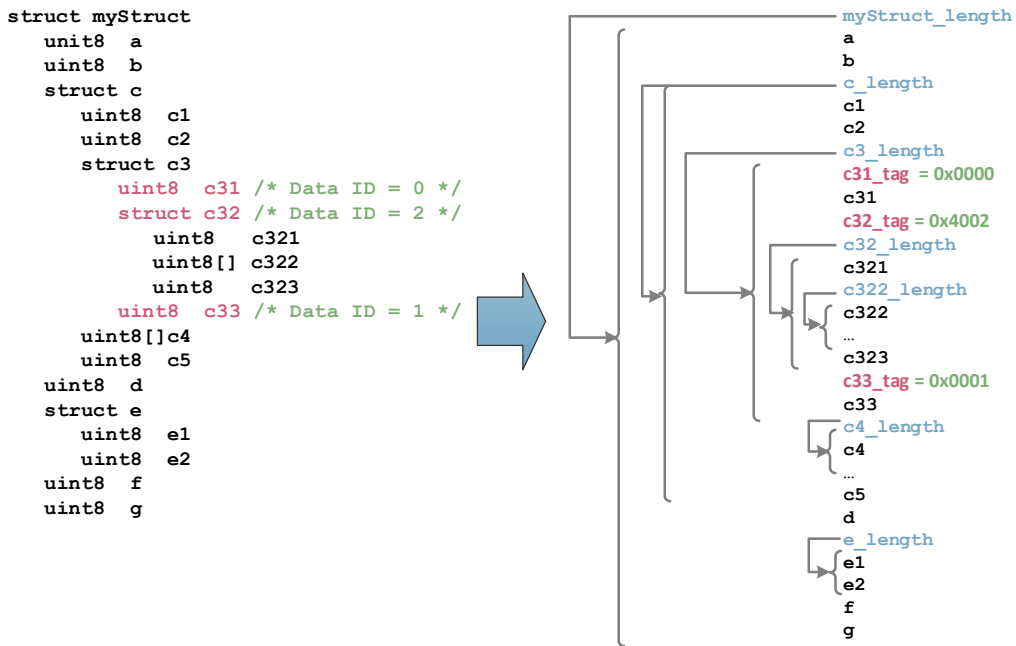 struct myStruct
unit8 a
uint8 b
struct c
uint8 c1
uint8 c2
struct c3
uint8 c31 /* Data ID = 0 */
struct c32 /* Data ID = 2 */
uint8 c321
uint8[] c322
uint8 c323
uint8 c33 /* Data ID = 1 */
uint8[]c4
uint8 c5
uint8 d
struct e
uint8 e1
uint8 e2
uint8 f
uint8 g
myStruct_length
a
b
c_length
c1
c2
c3_length
c31_tag = 0x0000
c31
c32_tag = 0x4002
c32_length
c321
c322_length
c322
…
c323
c33_tag = 0x0001
c33
c4_length
c4
…
c5
d
e_length
e1
e2
f
g